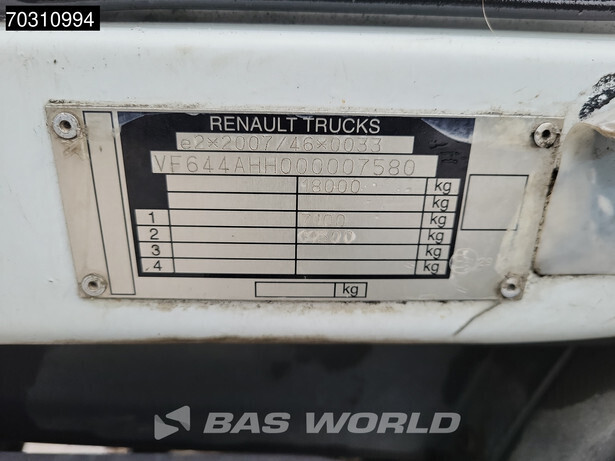 70310994
RENAULT TRUCKS
e2×2007/46×0033
VF644AHH000007580
18000 kg
kg
1 kg
2 kg
3 kg
4 kg
kg
BAS WORLD